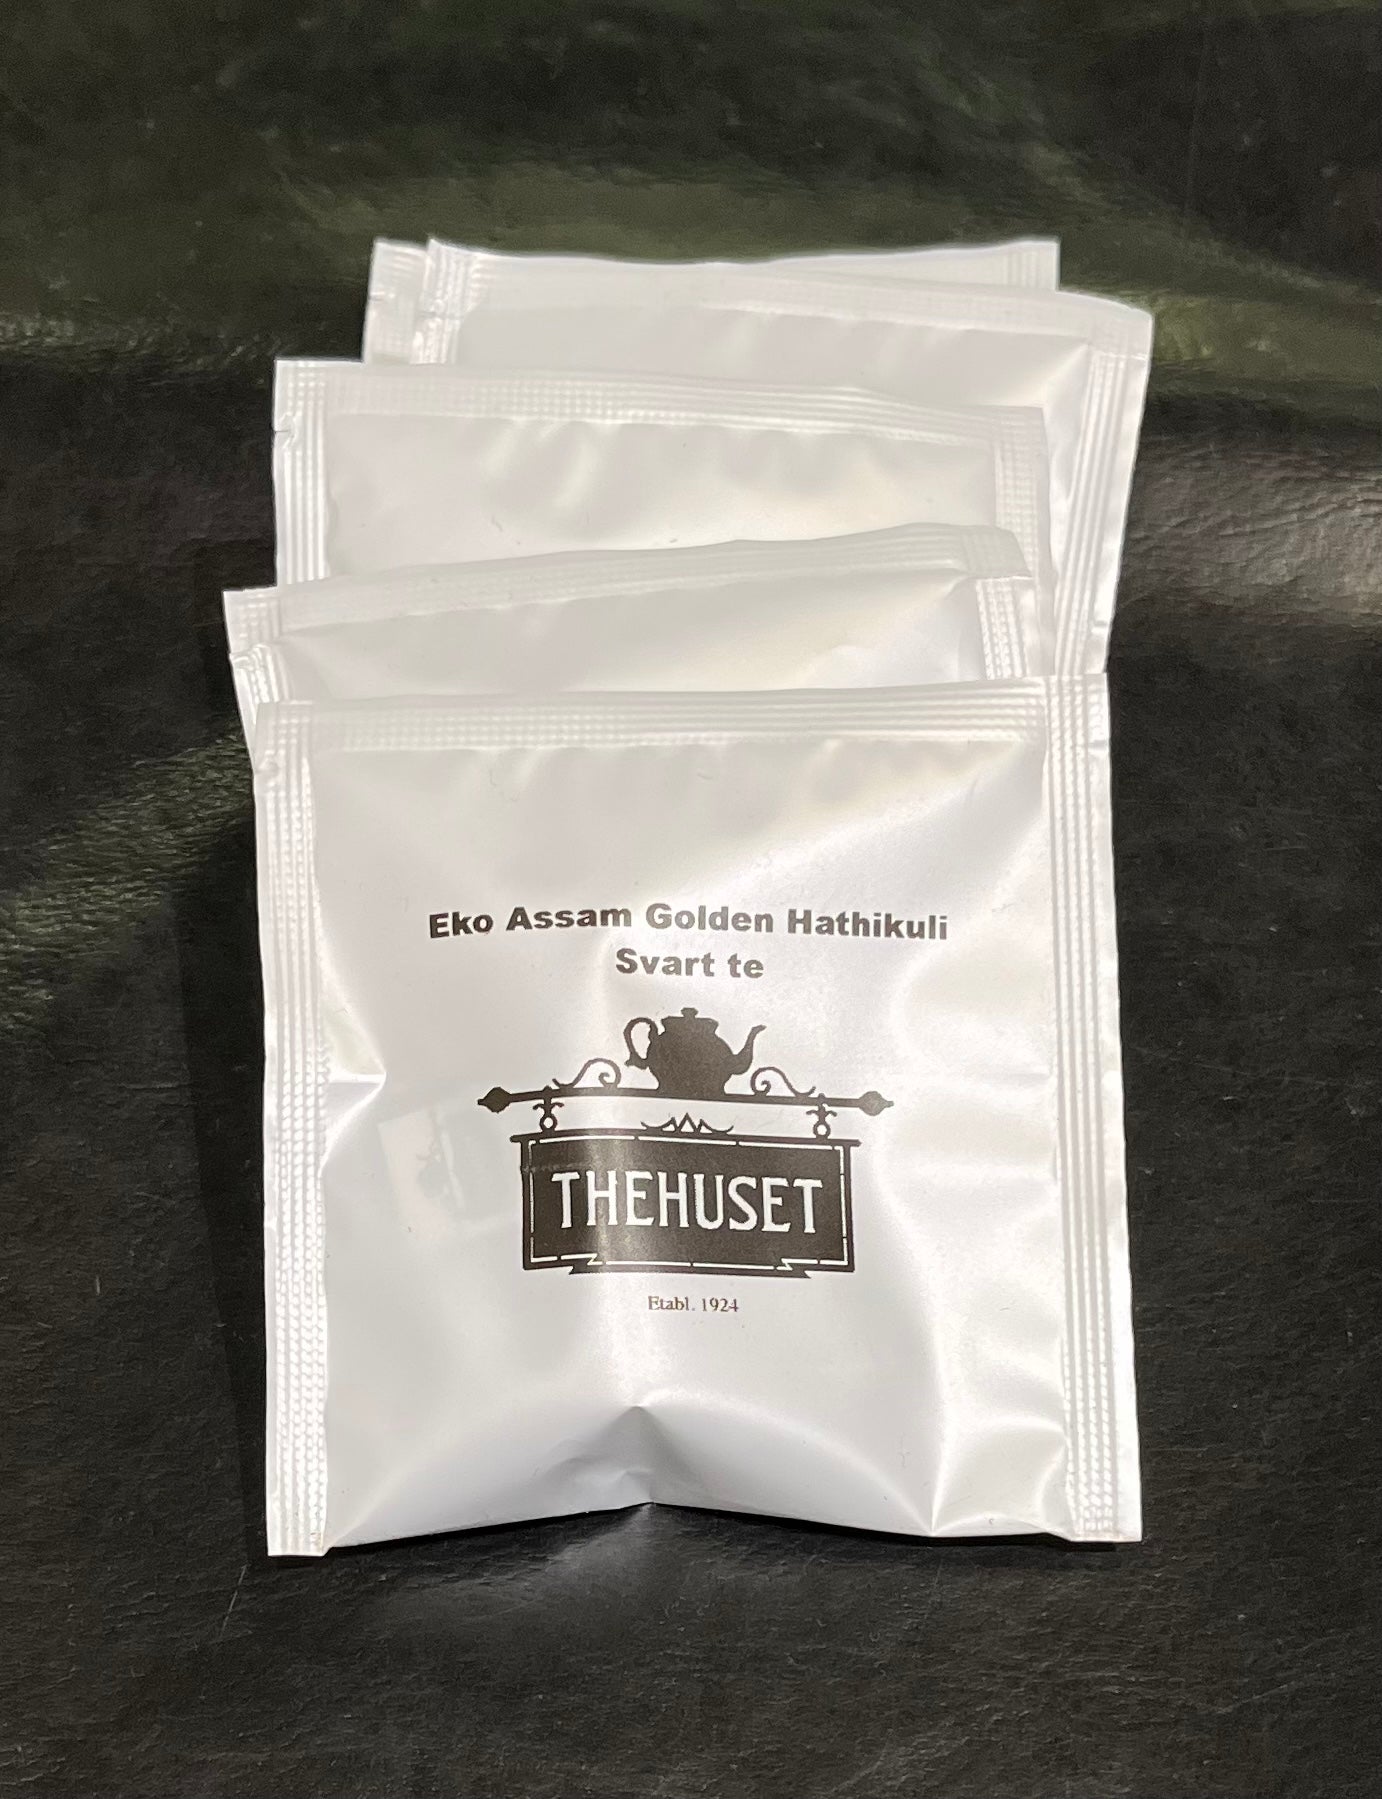 Eko Assam Golden Hathikuli
Svart te
THEHUSET
Etabl. 1924